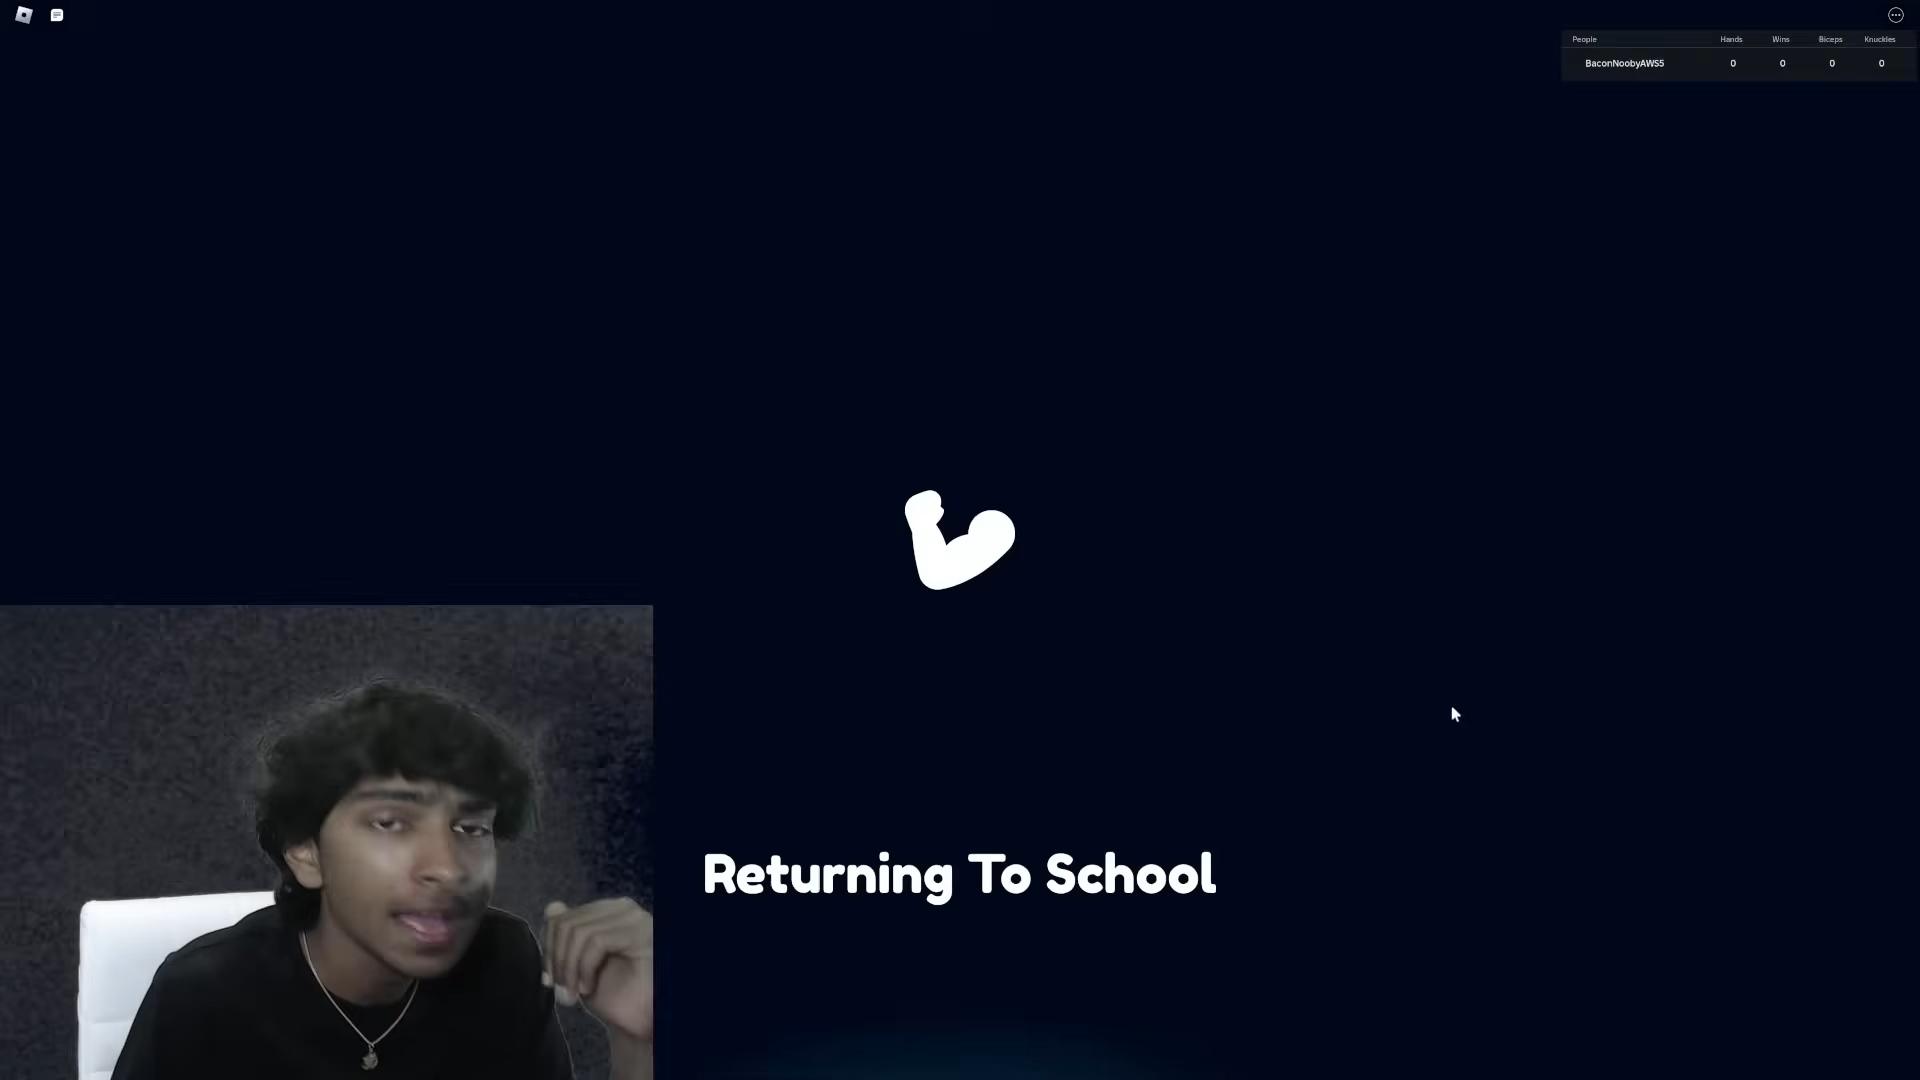 People Hands Wins Biceps Knuckles
BaconNoobyAWS5 0 0 0 0
Returning To School